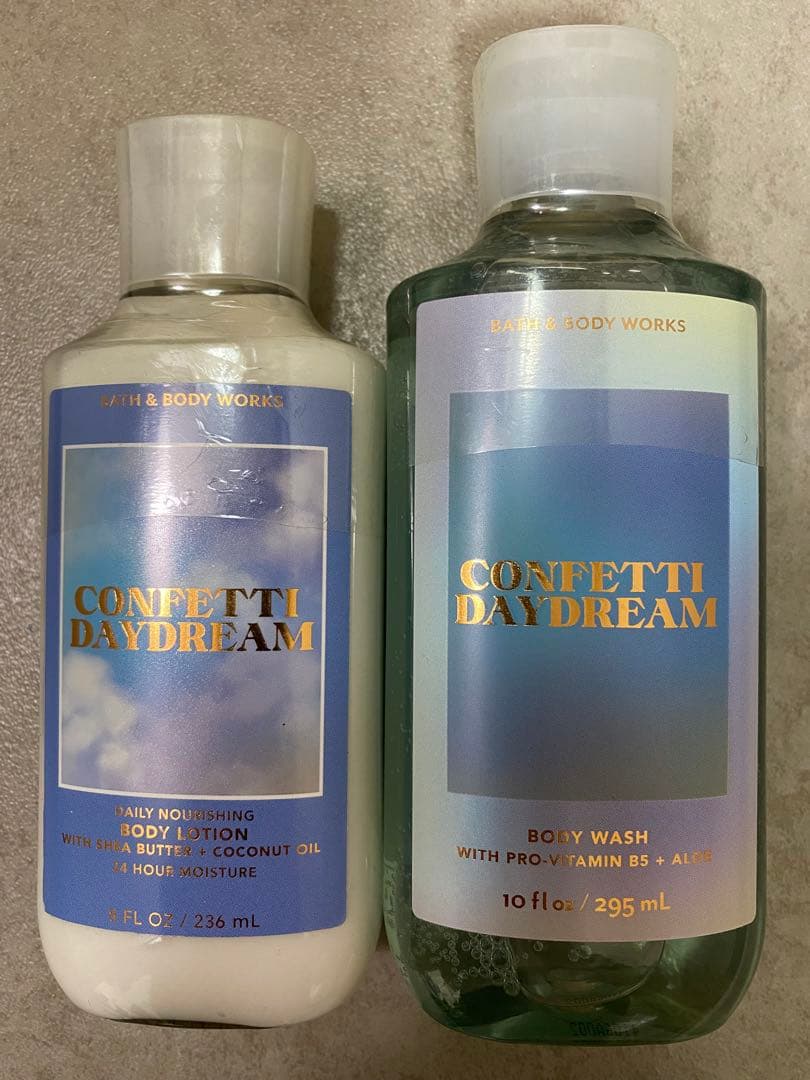 BATH & BODY WORKS
CONFETTI
DAYDREAM
DAILY NOURISHING
BODY LOTION
WITH SHEA BUTTER + COCONUT OIL
24 HOUR MOISTURE
8 FL OZ / 236 mL
BATH & BODY WORKS
CONFETTI
DAYDREAM
BODY WASH
WITH PRO-VITAMIN B5 + ALOE
10 fl oz / 295 mL